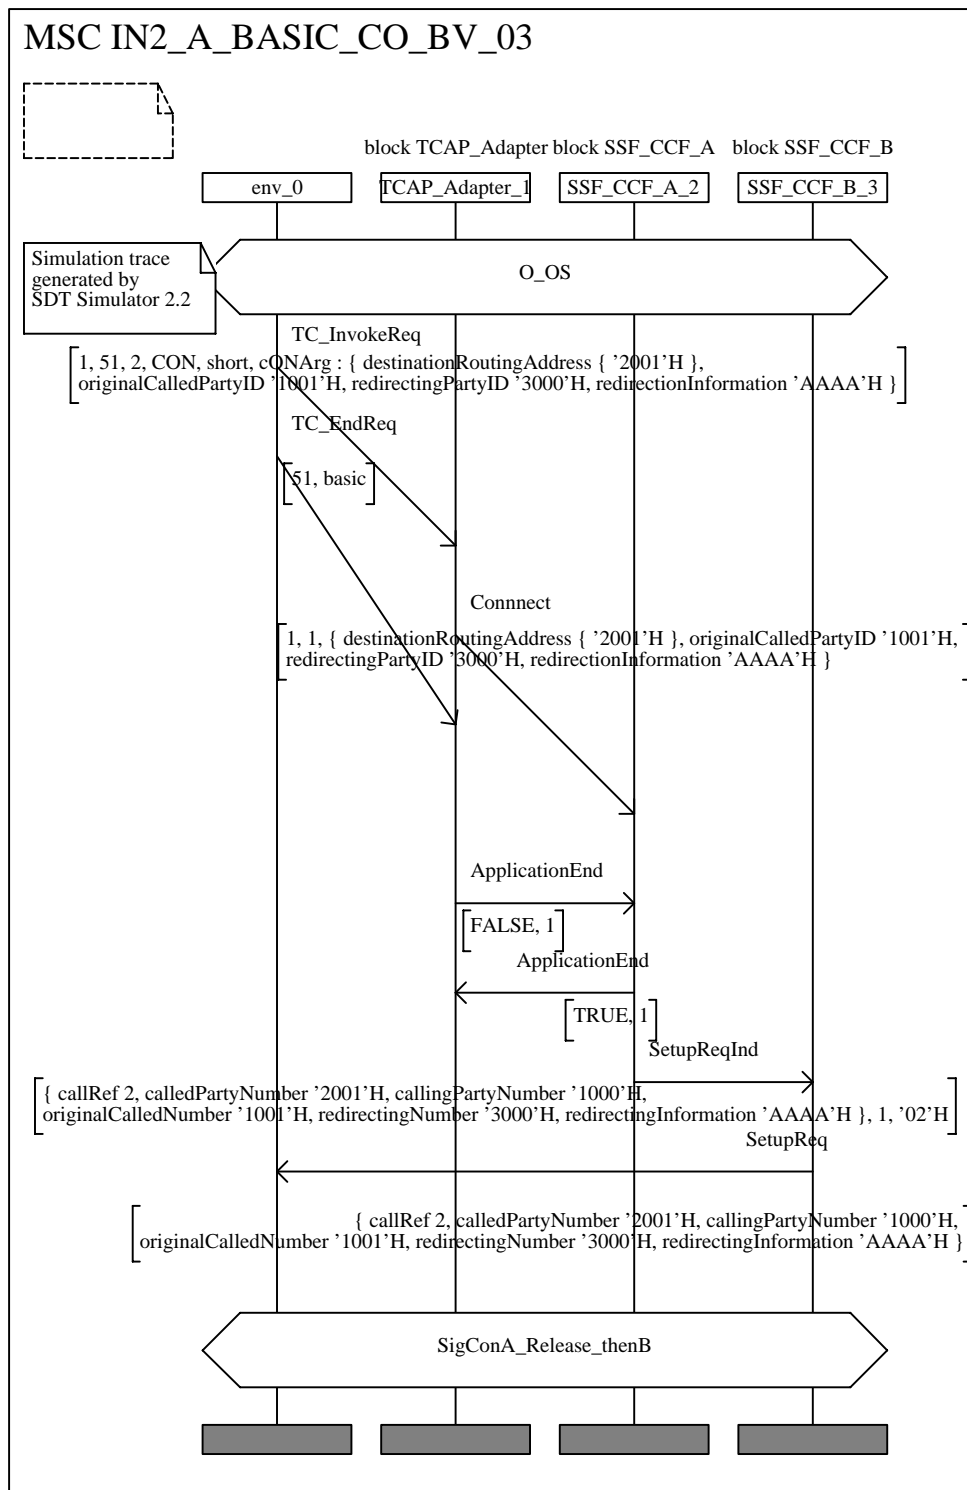 MSC IN2_A_BASIC_CO_BV_03
block TCAP_Adapter block SSF_CCF_A block SSF_CCF_B
env_0 TCAP_Adapter_1 SSF_CCF_A_2 SSF_CCF_B_3
Simulation trace
generated by
SDT Simulator 2.2
O_OS
TC_InvokeReq
1, 51, 2, CON, short, cONArg : { destinationRoutingAddress { '2001'H },
originalCalledPartyID '1001'H, redirectingPartyID '3000'H, redirectionInformation 'AAAA'H }
TC_EndReq
51, basic
Connnect
1, 1, { destinationRoutingAddress { '2001'H }, originalCalledPartyID '1001'H,
redirectingPartyID '3000'H, redirectionInformation 'AAAA'H }
ApplicationEnd
FALSE, 1
ApplicationEnd
TRUE, 1
SetupReqInd
{ callRef 2, calledPartyNumber '2001'H, callingPartyNumber '1000'H,
originalCalledNumber '1001'H, redirectingNumber '3000'H, redirectingInformation 'AAAA'H }, 1, '02'H
SetupReq
{ callRef 2, calledPartyNumber '2001'H, callingPartyNumber '1000'H,
originalCalledNumber '1001'H, redirectingNumber '3000'H, redirectingInformation 'AAAA'H }
SigConA_Release_thenB